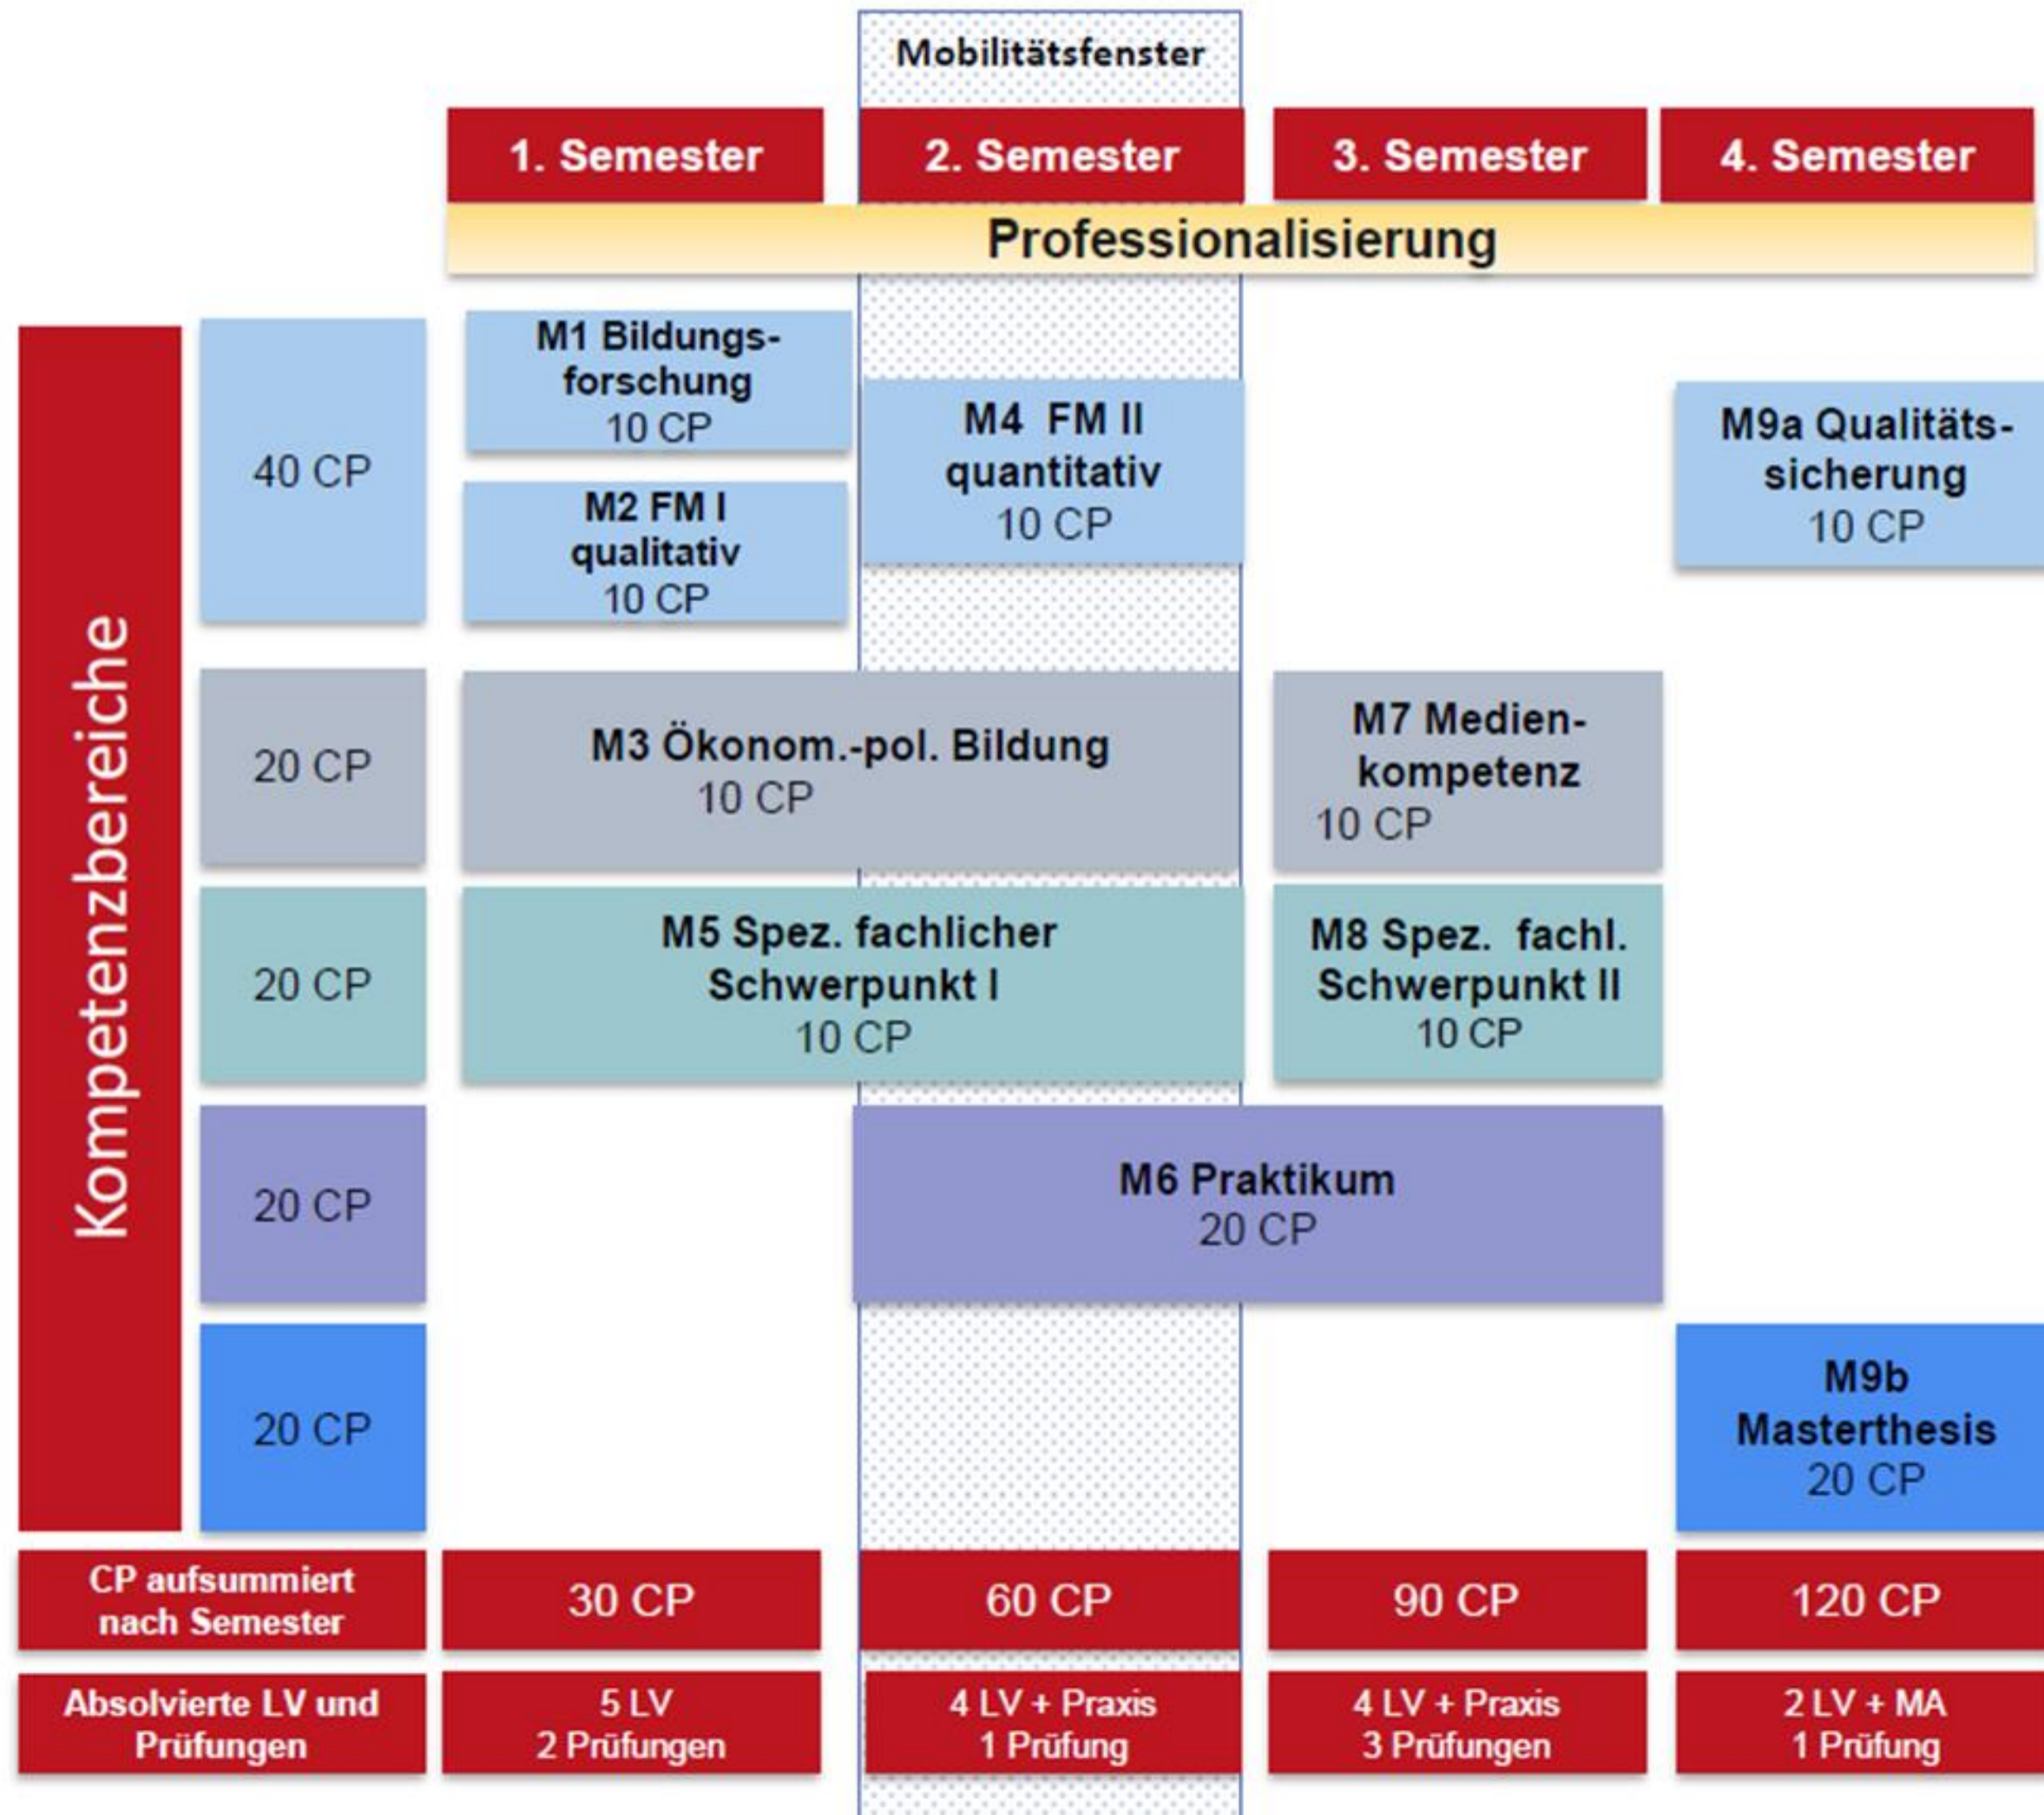 Mobilitätsfenster
1. Semester
2. Semester
3. Semester
4. Semester
Professionalisierung
Kompetenzbereiche
40 CP
M1 Bildungs-
forschung
10 CP
M2 FM I
qualitativ
10 CP
M4 FM II
quantitativ
10 CP
M9a Qualitäts-
sicherung
10 CP
20 CP
M3 Ökonom.-pol. Bildung
10 CP
M7 Medien-
kompetenz
10 CP
20 CP
M5 Spez. fachlicher
Schwerpunkt I
10 CP
M8 Spez. fachl.
Schwerpunkt II
10 CP
20 CP
M6 Praktikum
20 CP
20 CP
M9b
Masterthesis
20 CP
CP aufsummiert
nach Semester
30 CP
60 CP
90 CP
120 CP
Absolvierte LV und
Prüfungen
5 LV
2 Prüfungen
4 LV + Praxis
1 Prüfung
4 LV + Praxis
3 Prüfungen
2 LV + MA
1 Prüfung